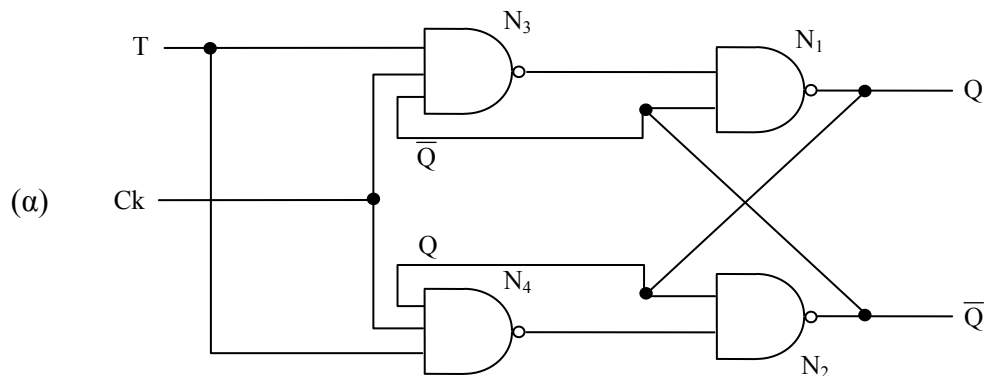 N₃
N₁
T
Q
Q̅
(α)
Ck
Q
N₄
Q̅
N₂